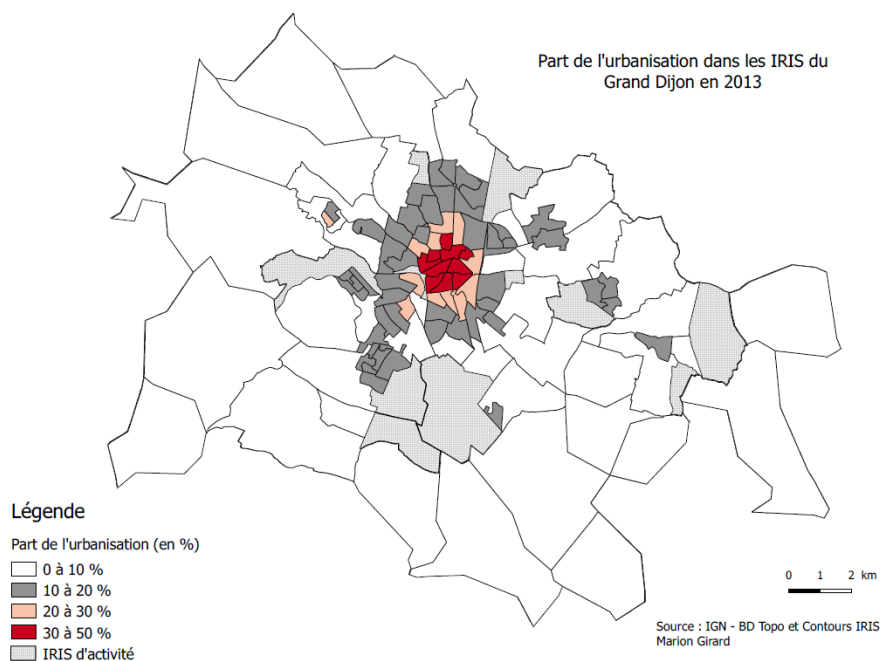 Part de l'urbanisation dans les IRIS du
Grand Dijon en 2013
Légende
Part de l'urbanisation (en %)
0 à 10 %
10 à 20 %
20 à 30 %
30 à 50 %
IRIS d'activité
0 1 2 km
Source : IGN - BD Topo et Contours IRIS
Marion Girard